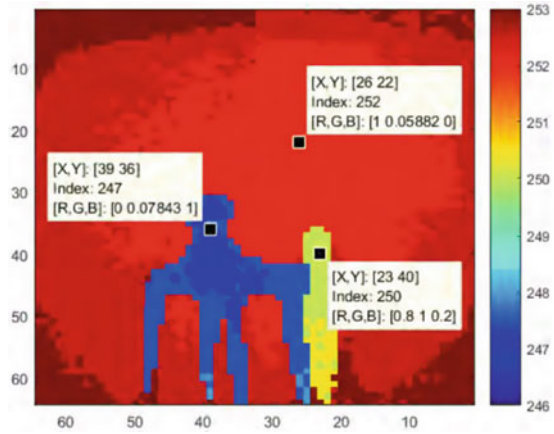 253
10
[X,Y]: [26 22]
Index: 252
[R,G,B]: [1 0.05882 0]
252
20
251
[X,Y]: [39 36]
Index: 247
[R,G,B]: [0 0.07843 1]
30
250
40
249
[X,Y]: [23 40]
Index: 250
[R,G,B]: [0.8 1 0.2]
50
248
60
247
246
60 50 40 30 20 10